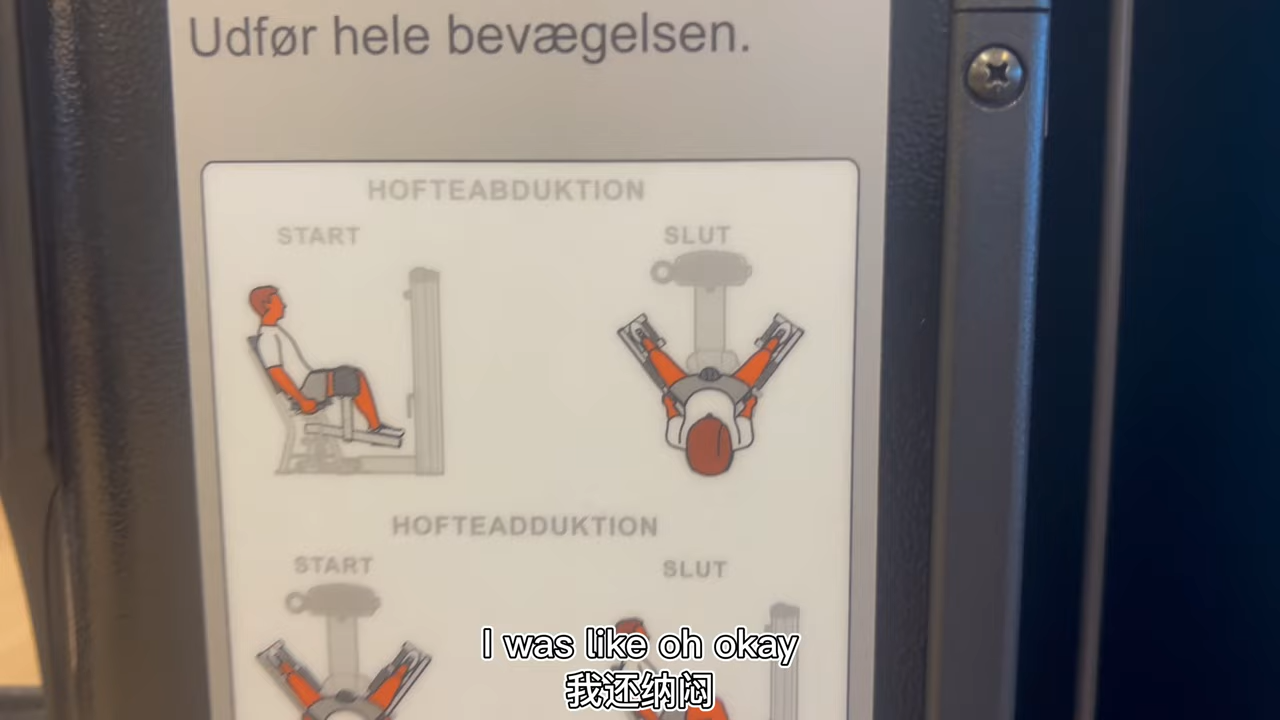 Udfør hele bevægelsen.
HOFTEABDUKTION
START
SLUT
HOFTEADDUKTION
START
SLUT
I was like oh okay
我还纳闷